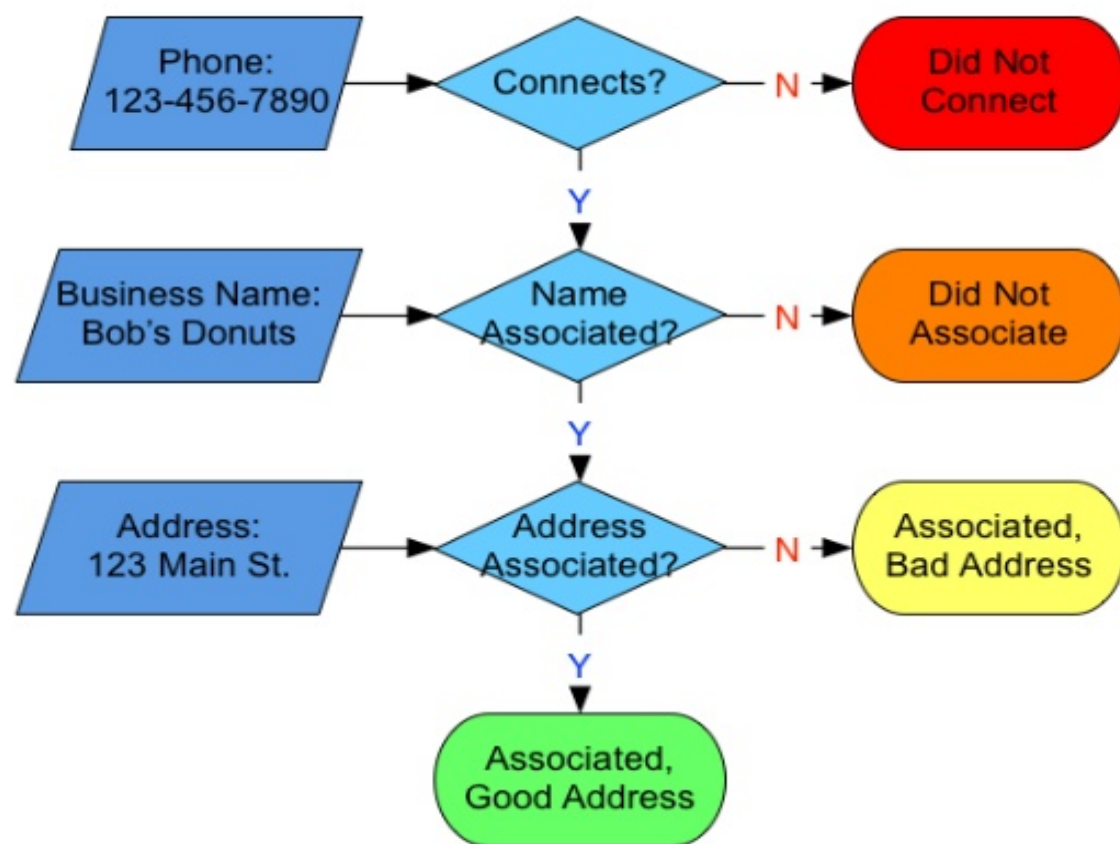 Phone:
123-456-7890
Connects?
N
Did Not
Connect
Y
Business Name:
Bob's Donuts
Name
Associated?
N
Did Not
Associate
Y
Address:
123 Main St.
Address
Associated?
N
Associated,
Bad Address
Y
Associated,
Good Address